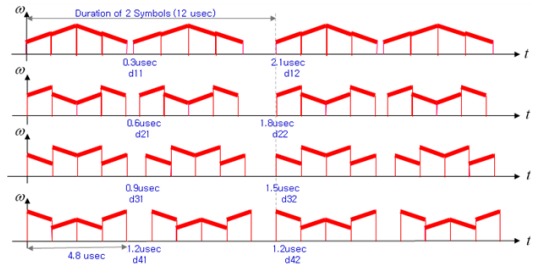 ω
Duration of 2 Symbols (12 usec)
t
0.3usec
d11
2.1usec
d12
ω
t
0.6usec
d21
1.8usec
d22
ω
t
0.9usec
d31
1.5usec
d32
ω
t
4.8 usec
1.2usec
d41
1.2usec
d42